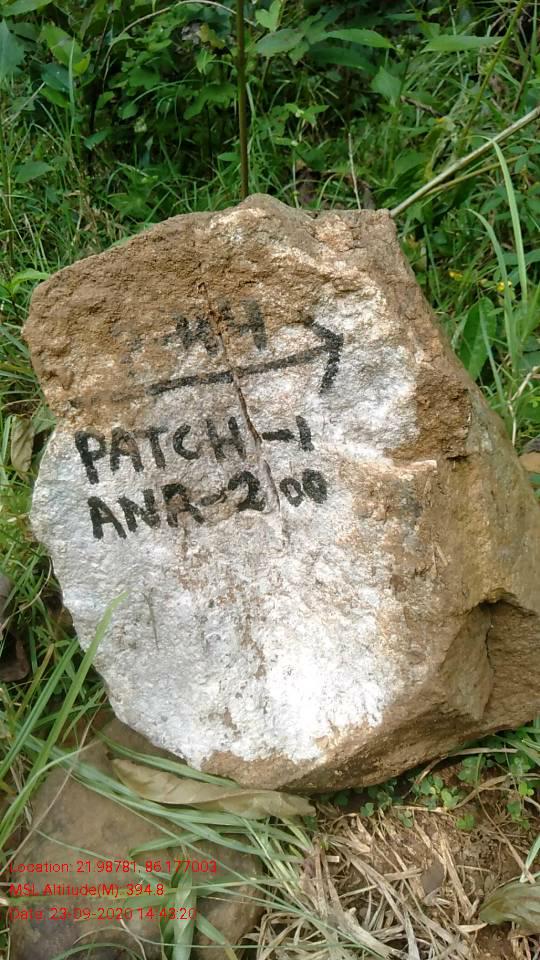 PATCH-1
ANR-200
Location: 21.98781, 86.177003
MSL Altitude(M): 394.8
Date: 23-09-2020 14:43:20